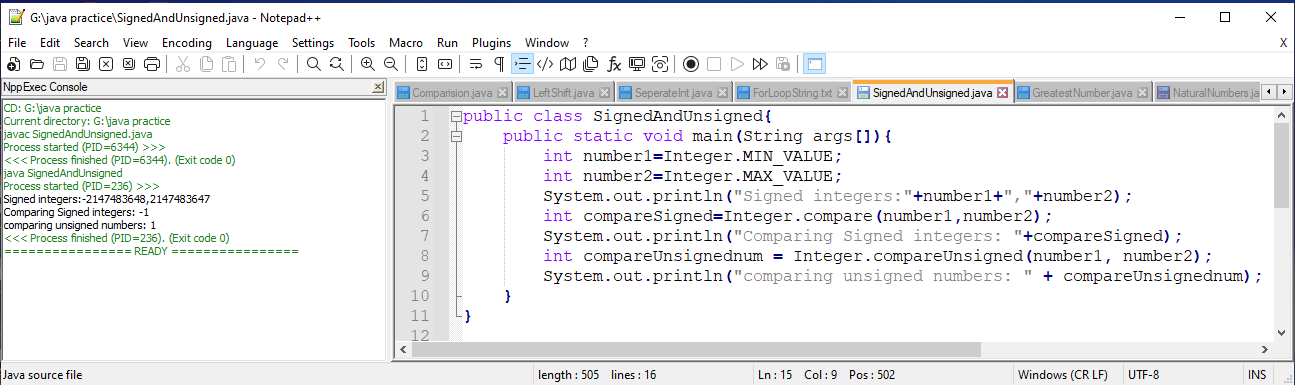 G:\java practice\SignedAndUnsigned.java - Notepad++
File Edit Search View Encoding Language Settings Tools Macro Run Plugins Window ? X
NppExec Console
CD: G:\java practice
Current directory: G:\java practice
javac SignedAndUnsigned.java
Process started (PID=6344) >>>
<<< Process finished (PID=6344). (Exit code 0)
java SignedAndUnsigned
Process started (PID=236) >>>
Signed integers:-2147483648,2147483647
Comparing Signed integers: -1
comparing unsigned numbers: 1
<<< Process finished (PID=236). (Exit code 0)
================ READY ================
Comparision.java LeftShift.java SeperateInt.java ForLoopString.txt SignedAndUnsigned.java GreatestNumber.java NaturalNumbers.ja
1 public class SignedAndUnsigned{
2 public static void main(String args[]){
3 int number1=Integer.MIN_VALUE;
4 int number2=Integer.MAX_VALUE;
5 System.out.println("Signed integers:"+number1+","+number2);
6 int compareSigned=Integer.compare(number1,number2);
7 System.out.println("Comparing Signed integers: "+compareSigned);
8 int compareUnsignednum = Integer.compareUnsigned(number1, number2);
9 System.out.println("comparing unsigned numbers: " + compareUnsignednum);
10 }
11 }
12
Java source file length : 505 lines : 16 Ln : 15 Col : 9 Pos : 502 Windows (CR LF) UTF-8 INS